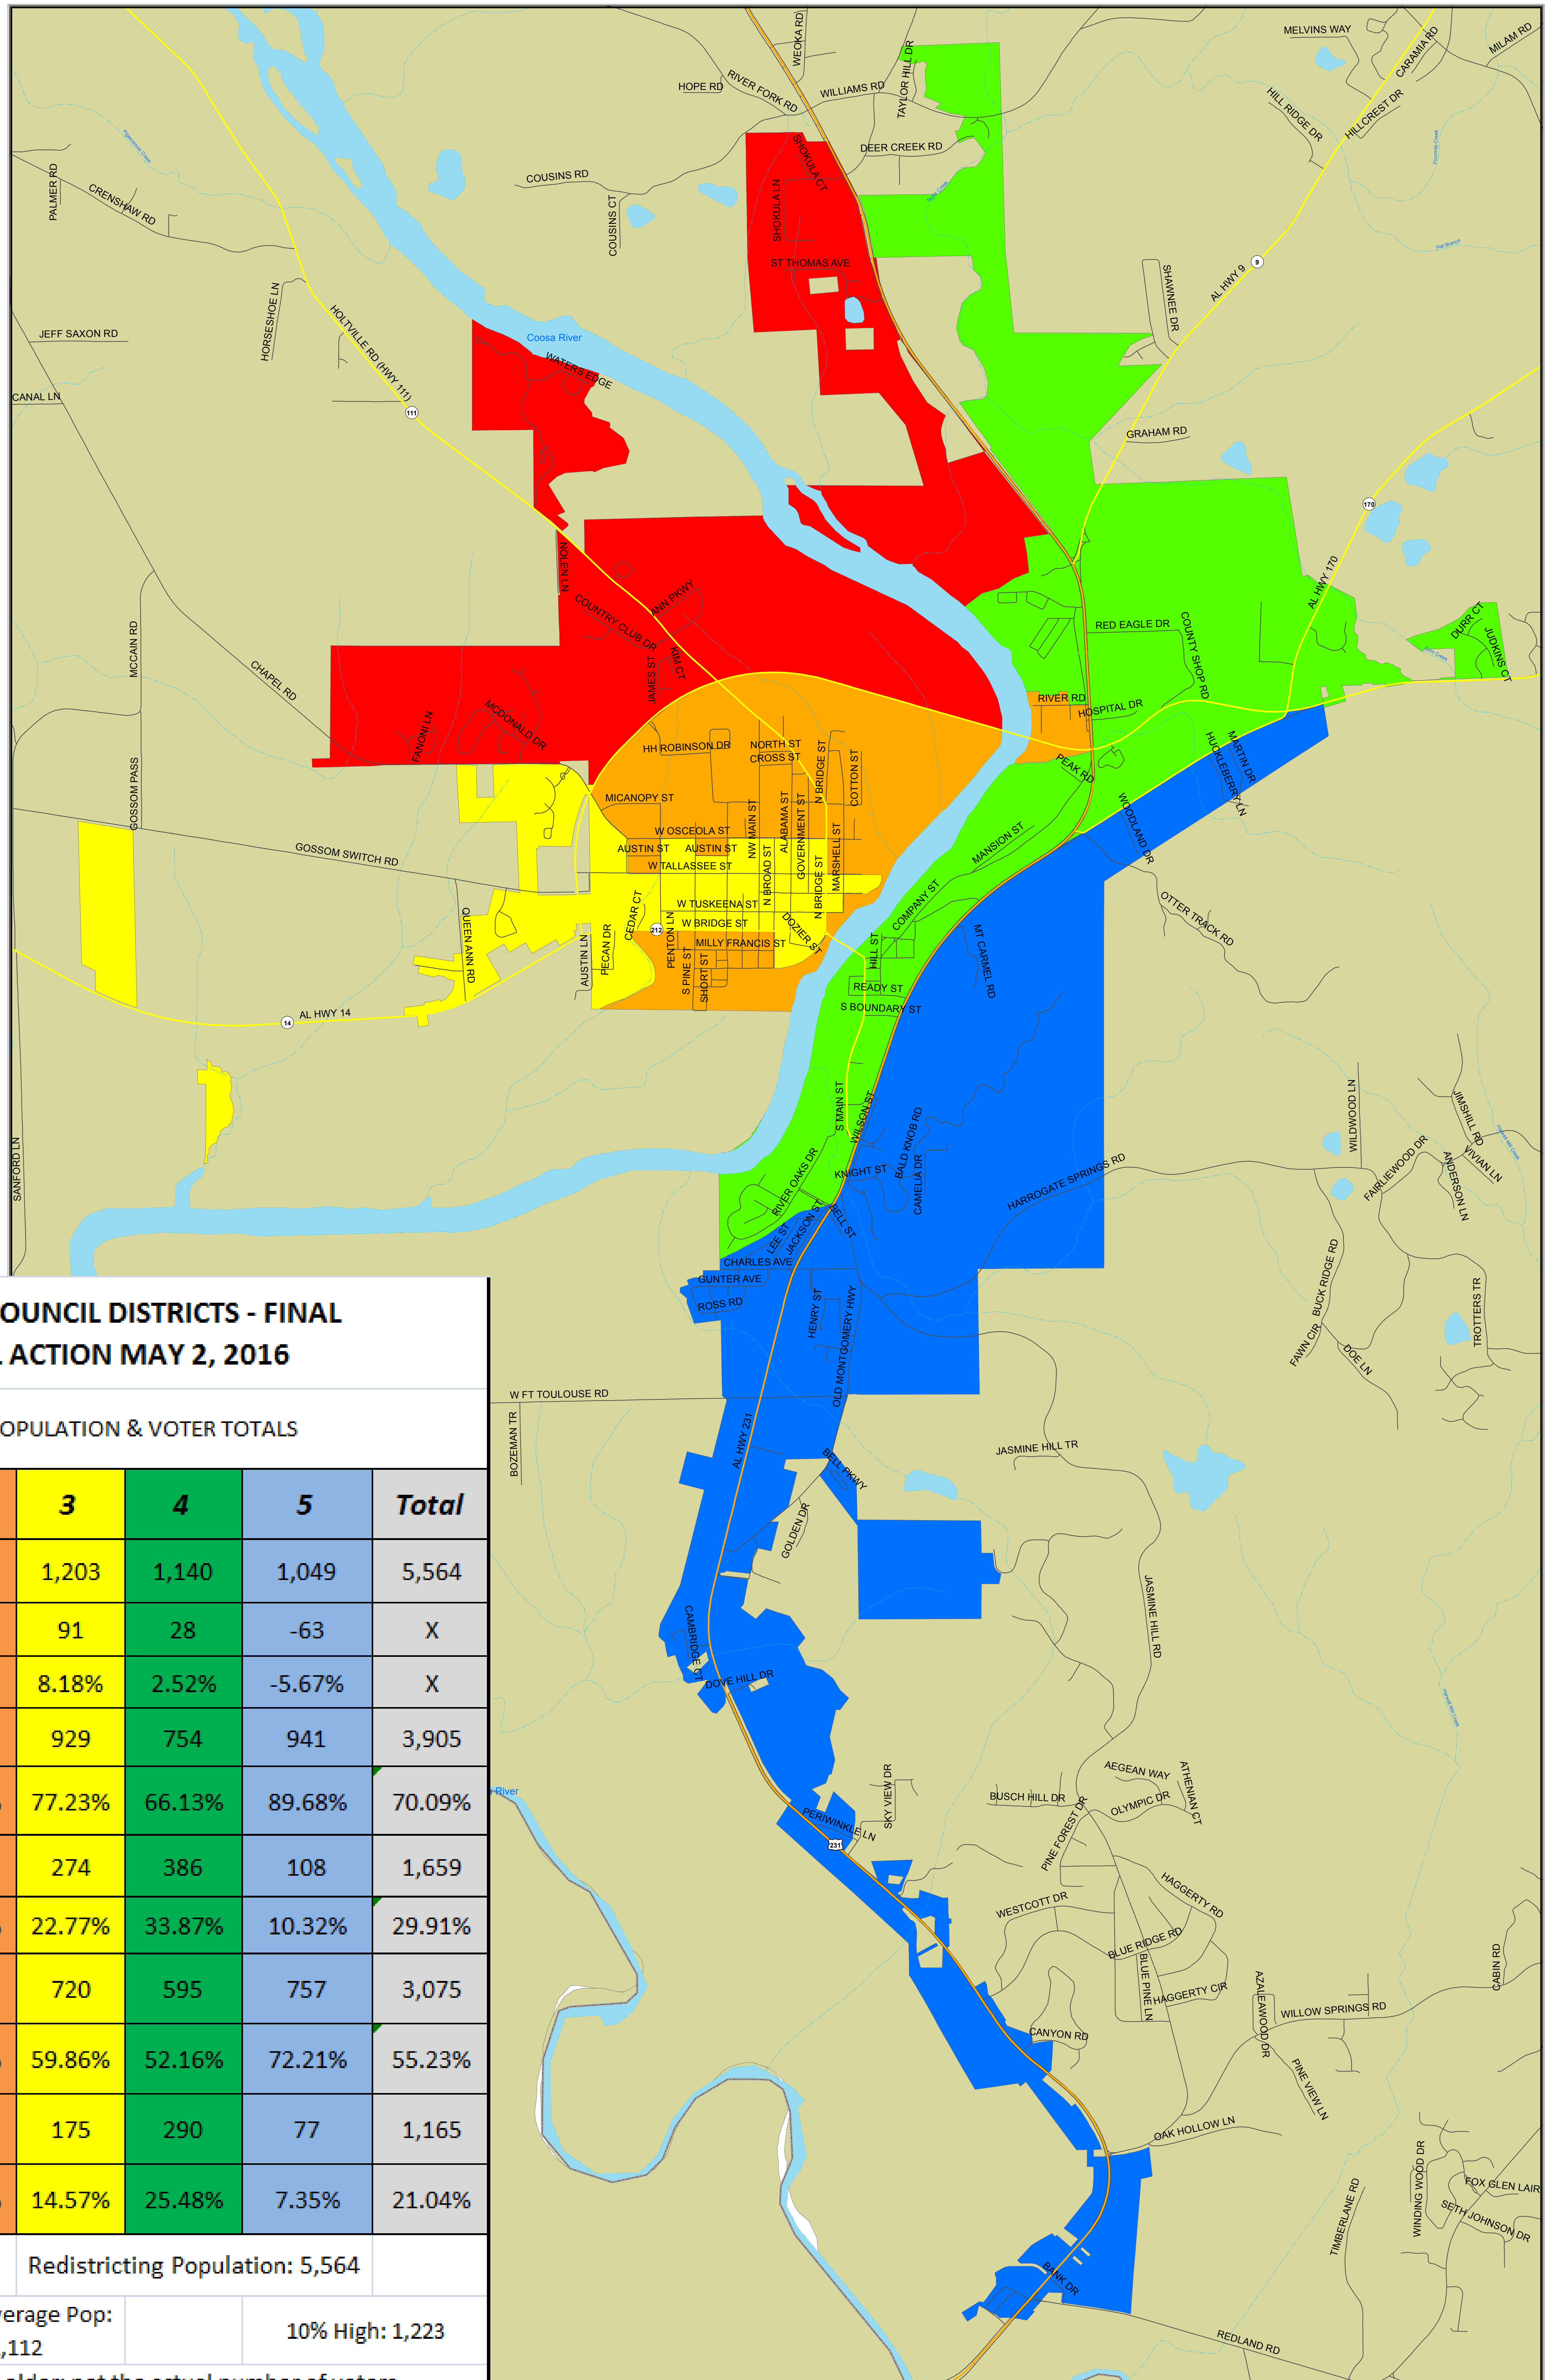 WEOKA RD
MELVINS WAY
CARAMIA RD
MILAM RD
TAYLOR HILL DR
HOPE RD
RIVER FORK RD
WILLIAMS RD
HILL RIDGE DR
HILLCREST DR
SHOKULA CT
DEER CREEK RD
PALMER RD
CRENSHAW RD
COUSINS RD
COUSINS CT
SHOKULA LN
ST THOMAS AVE
SHAWNEE DR
AL HWY 9
9
HORSESHOE LN
HOLTVILLE RD (HWY 111)
JEFF SAXON RD
Coosa River
WATERS EDGE
CANAL LN
111
GRAHAM RD
170
NOLEN LN
ANN PKWY
COUNTRY CLUB DR
AL HWY 170
MCCAIN RD
CHAPEL RD
JAMES ST
KIM CT
RED EAGLE DR
COUNTY SHOP RD
DURR CT
JUDKINS CT
FANONI LN
MCDONALD DR
RIVER RD
HOSPITAL DR
HH ROBINSON DR
NORTH ST
CROSS ST
N BRIDGE ST
COTTON ST
PEAK RD
HUCKLEBERRY LN
MARTIN DR
GOSSOM PASS
MICANOPY ST
W OSCEOLA ST
NW MAIN ST
ALABAMA ST
GOVERNMENT ST
MARSHELL ST
MANSION ST
WOODLAND DR
GOSSOM SWITCH RD
AUSTIN ST
AUSTIN ST
W TALLASSEE ST
N BROAD ST
N BRIDGE ST
COMPANY ST
OTTER TRACK RD
W TUSKEENA ST
QUEEN ANN RD
CEDAR CT
212
W BRIDGE ST
DOZIER ST
PENTON LN
MILLY FRANCIS ST
AUSTIN LN
PECAN DR
S PINE ST
SHORT ST
HILL ST
MT CARMEL RD
READY ST
S BOUNDARY ST
14
AL HWY 14
S MAIN ST
WILSON ST
BALD KNOB RD
WILDWOOD LN
JIMSHILL RD
VIVIAN LN
FAIRLIEWOOD DR
ANDERSON LN
SANFORD LN
RIVER OAKS DR
KNIGHT ST
CAMELIA DR
HARROGATE SPRINGS RD
LEE ST
JACKSON ST
BELL ST
CHARLES AVE
GUNTER AVE
ROSS RD
HENRY ST
OLD MONTGOMERY HWY
BUCK RIDGE RD
FAWN CIR
DOE LN
TROTTERS TR
W FT TOULOUSE RD
BOZEMAN TR
AL HWY 231
BELL PKWY
JASMINE HILL TR
GOLDEN DR
CAMBRIDGE CT
JASMINE HILL RD
DOVE HILL DR
River
SKY VIEW DR
PERIWINKLE LN
231
BUSCH HILL DR
AEGEAN WAY
ATHENIAN CT
OLYMPIC DR
PINE FOREST DR
HAGGERTY RD
WESTCOTT DR
BLUE RIDGE RD
BLUE PINE LN
HAGGERTY CIR
AZALEAWOOD DR
WILLOW SPRINGS RD
CABIN RD
CANYON RD
PINE VIEW LN
OAK HOLLOW LN
TIMBERLANE RD
WINDING WOOD DR
FOX GLEN LAIR
SETH JOHNSON DR
BANK DR
REDLAND RD
OUNCIL DISTRICTS - FINAL
ACTION MAY 2, 2016
OPULATION & VOTER TOTALS
3 4 5 Total
1,203 1,140 1,049 5,564
91 28 -63 X
8.18% 2.52% -5.67% X
929 754 941 3,905
77.23% 66.13% 89.68% 70.09%
274 386 108 1,659
22.77% 33.87% 10.32% 29.91%
720 595 757 3,075
59.86% 52.16% 72.21% 55.23%
175 290 77 1,165
14.57% 25.48% 7.35% 21.04%
Redistricting Population: 5,564
verage Pop:
,112
10% High: 1,223